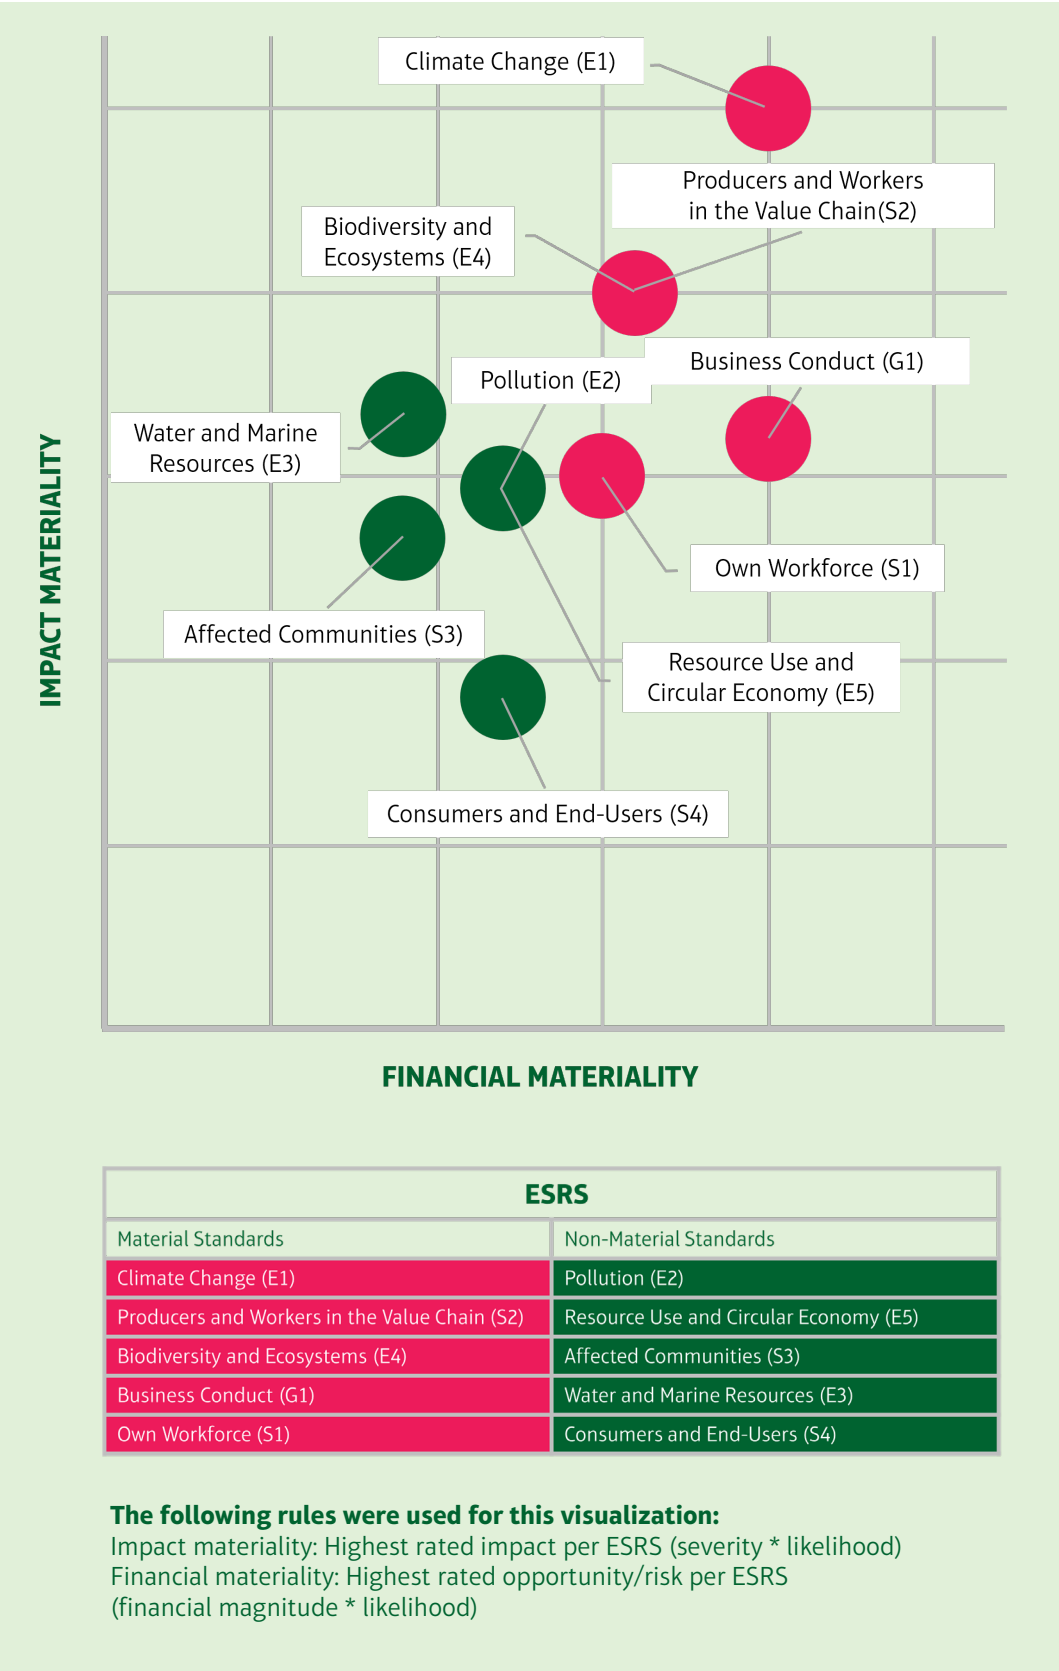 Climate Change (E1)
Producers and Workers
in the Value Chain(S2)
Biodiversity and
Ecosystems (E4)
Business Conduct (G1)
Pollution (E2)
Water and Marine
Resources (E3)
Own Workforce (S1)
Affected Communities (S3)
Resource Use and
Circular Economy (E5)
Consumers and End-Users (S4)
IMPACT MATERIALITY
FINANCIAL MATERIALITY
ESRS
Material Standards
Non-Material Standards
Climate Change (E1)
Pollution (E2)
Producers and Workers in the Value Chain (S2)
Resource Use and Circular Economy (E5)
Biodiversity and Ecosystems (E4)
Affected Communities (S3)
Business Conduct (G1)
Water and Marine Resources (E3)
Own Workforce (S1)
Consumers and End-Users (S4)
The following rules were used for this visualization:
Impact materiality: Highest rated impact per ESRS (severity * likelihood)
Financial materiality: Highest rated opportunity/risk per ESRS
(financial magnitude * likelihood)